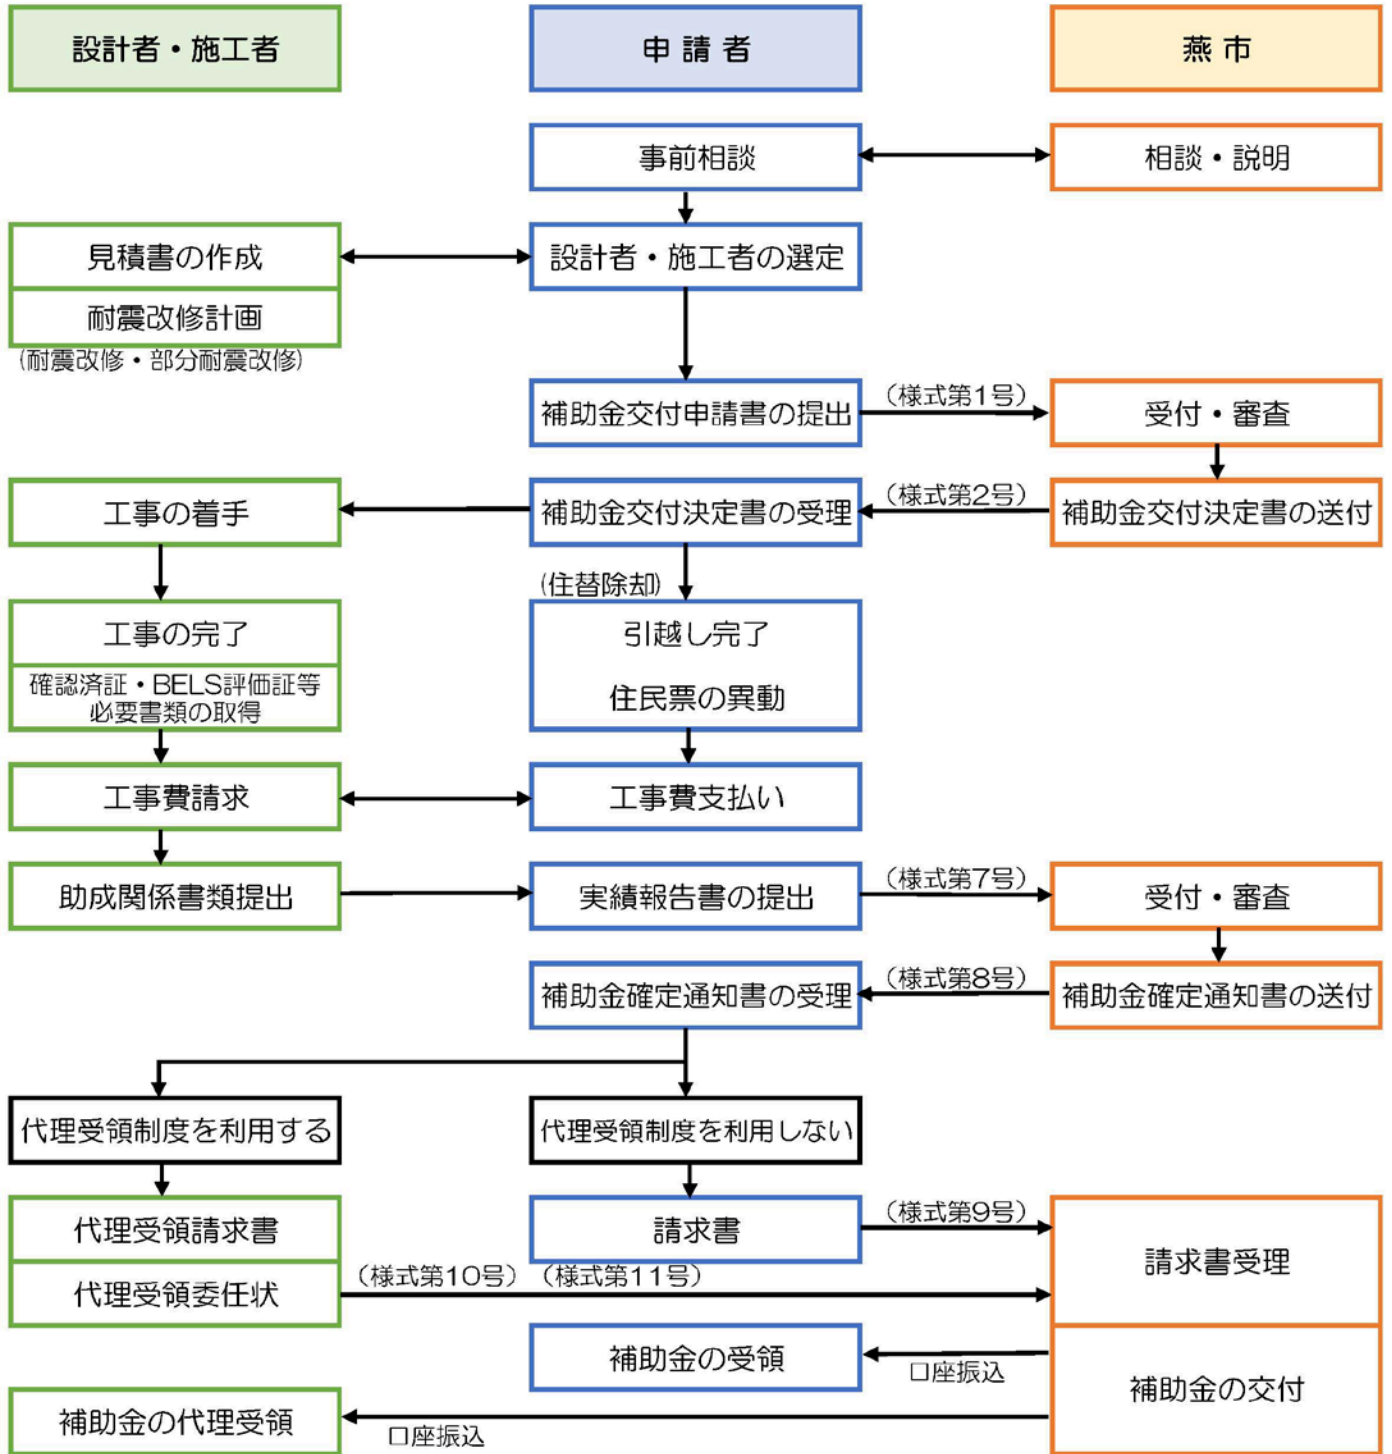 設計者・施工者
申請者
燕市
事前相談
相談・説明
見積書の作成
設計者・施工者の選定
耐震改修計画
(耐震改修・部分耐震改修)
補助金交付申請書の提出
(様式第1号)
受付・審査
工事の着手
補助金交付決定書の受理
(様式第2号)
補助金交付決定書の送付
(住替除却)
工事の完了
引越し完了
確認済証・BELS評価証等
必要書類の取得
住民票の異動
工事費請求
工事費支払い
助成関係書類提出
実績報告書の提出
(様式第7号)
受付・審査
補助金確定通知書の受理
(様式第8号)
補助金確定通知書の送付
代理受領制度を利用する
代理受領制度を利用しない
代理受領請求書
請求書
(様式第9号)
請求書受理
代理受領委任状
(様式第10号) (様式第11号)
補助金の受領
口座振込
補助金の交付
補助金の代理受領
口座振込